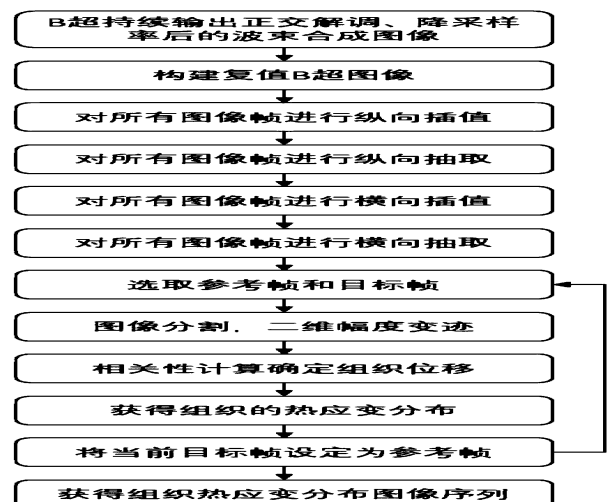 B超持续输出正交解调、降采样
率后的波束合成图像
构建复值B超图像
对所有图像帧进行纵向插值
对所有图像帧进行纵向抽取
对所有图像帧进行横向插值
对所有图像帧进行横向抽取
选取参考帧和目标帧
图像分割，二维幅度变迹
相关性计算确定组织位移
获得组织的热应变分布
将当前目标帧设定为参考帧
获得组织热应变分布图像序列